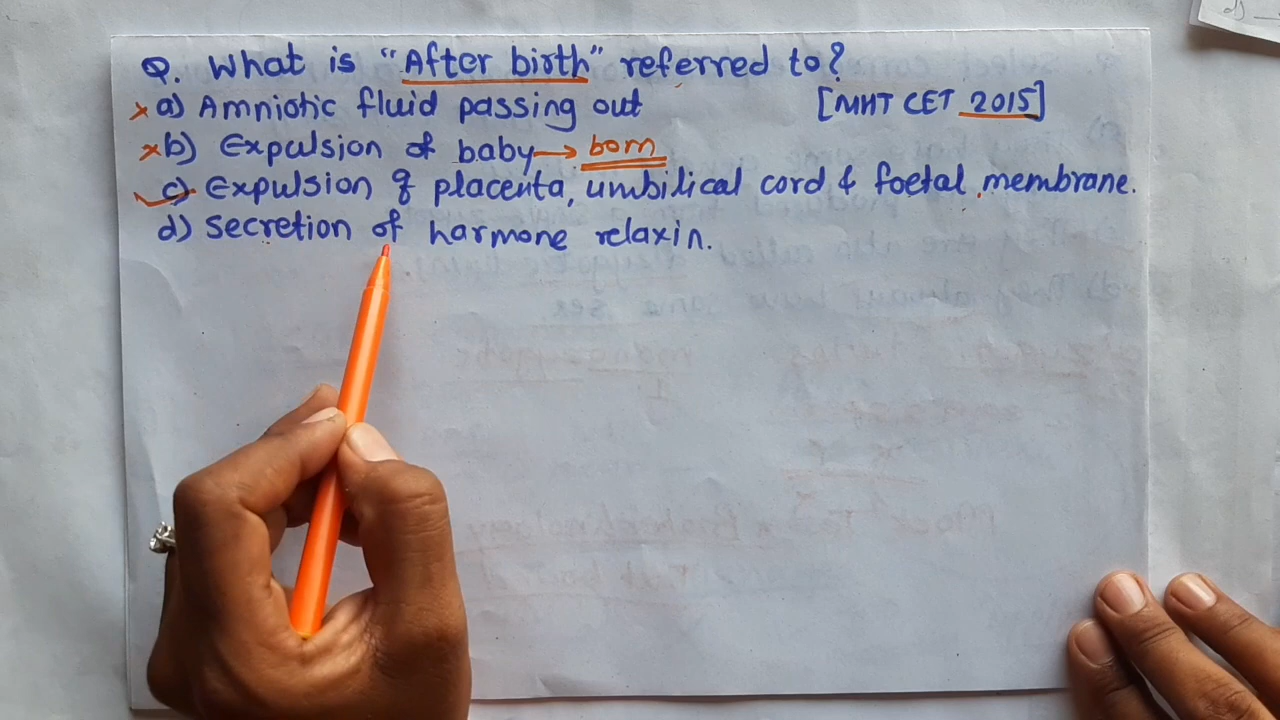 Q. What is "After birth" referred to?
a) Amniotic fluid passing out [MHT CET 2015]
b) Expulsion of baby → born
c) Expulsion of placenta, umbilical cord & foetal membrane.
d) Secretion of harmone relaxin.